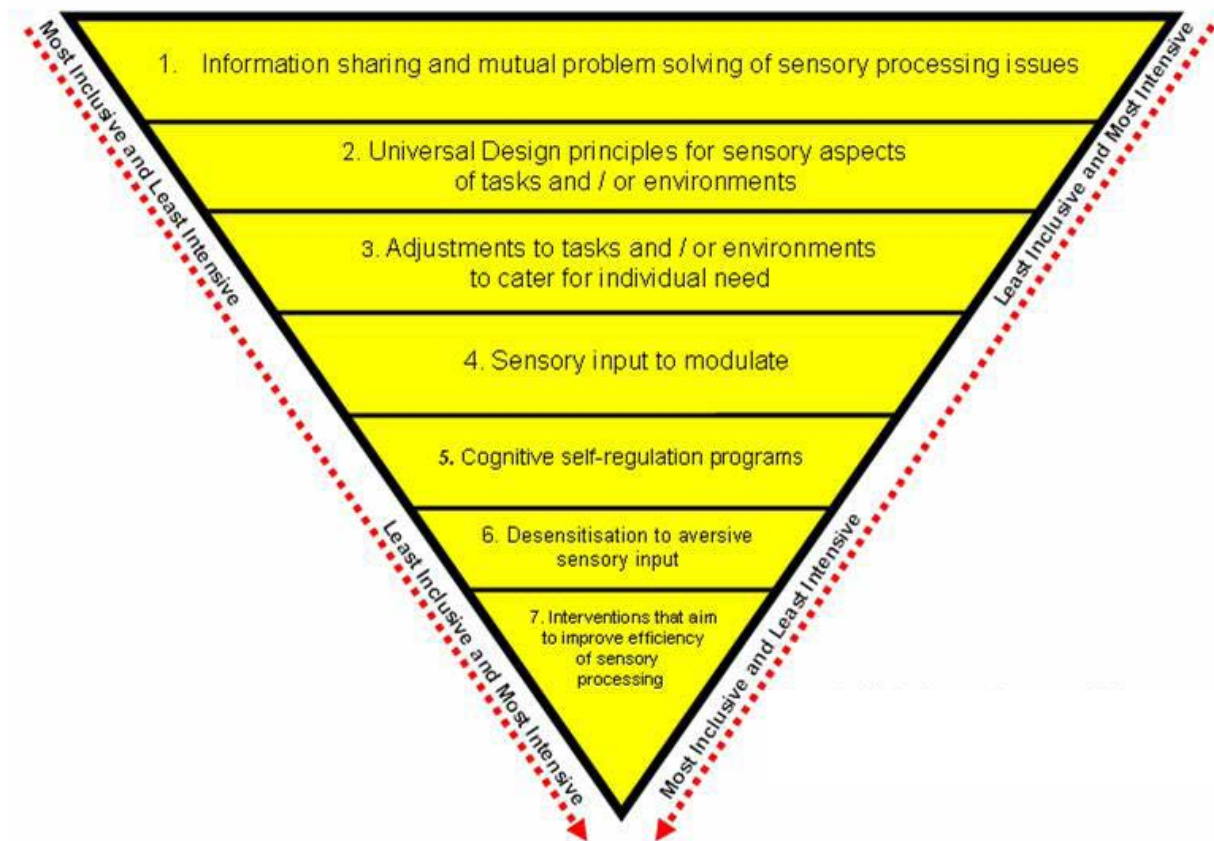 1. Information sharing and mutual problem solving of sensory processing issues
2. Universal Design principles for sensory aspects
of tasks and / or environments
3. Adjustments to tasks and / or environments
to cater for individual need
4. Sensory input to modulate
5. Cognitive self-regulation programs
6. Desensitisation to aversive
sensory input
7. Interventions that aim
to improve efficiency
of sensory
processing
Most Inclusive and Least Intensive
Least Inclusive and Most Intensive
Least Inclusive and Most Intensive
Most Inclusive and Least Intensive